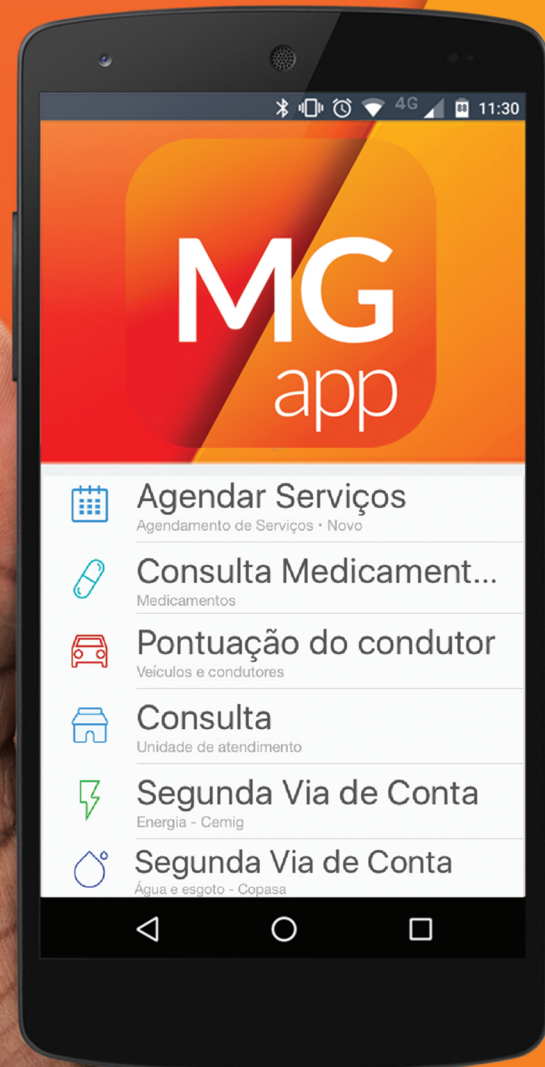 4G 88 11:30
MG
app
Agendar Serviços
Agendamento de Serviços • Novo
Consulta Medicament...
Medicamentos
Pontuação do condutor
Veículos e condutores
Consulta
Unidade de atendimento
Segunda Via de Conta
Energia - Cemig
Segunda Via de Conta
Água e esgoto - Copasa